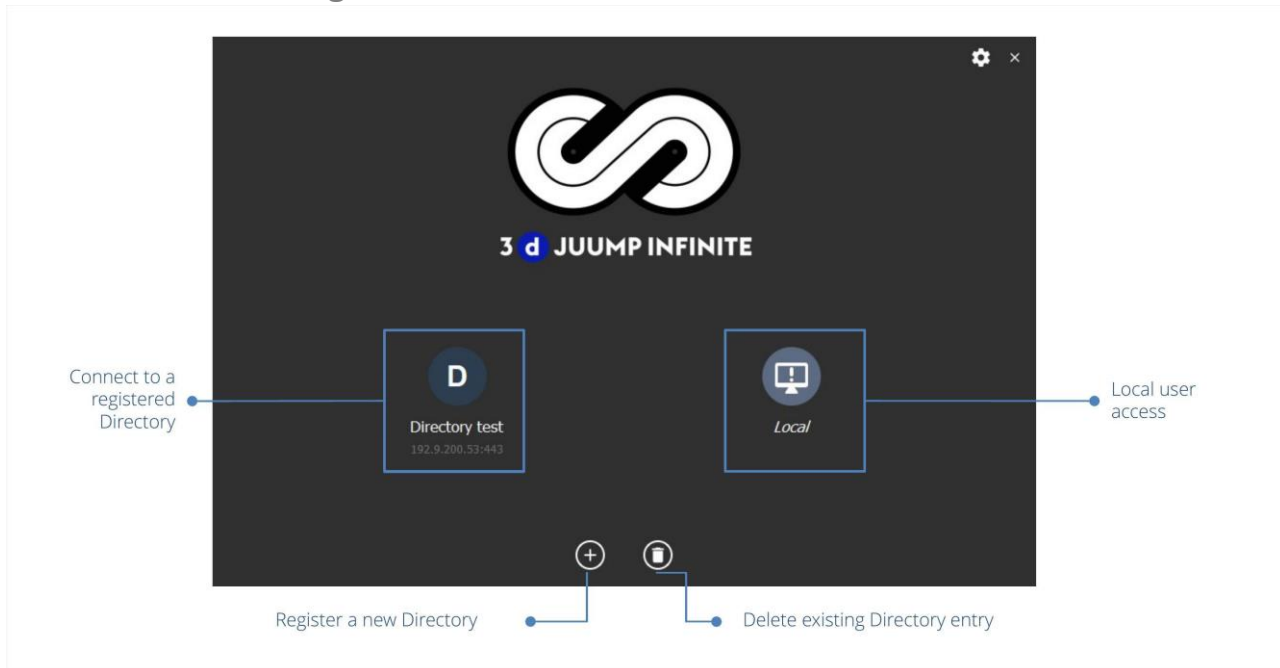 3 d JUUMP INFINITE
Connect to a
registered
Directory
D
Directory test
192.9.200.53:443
Local
Local user
access
Register a new Directory
Delete existing Directory entry